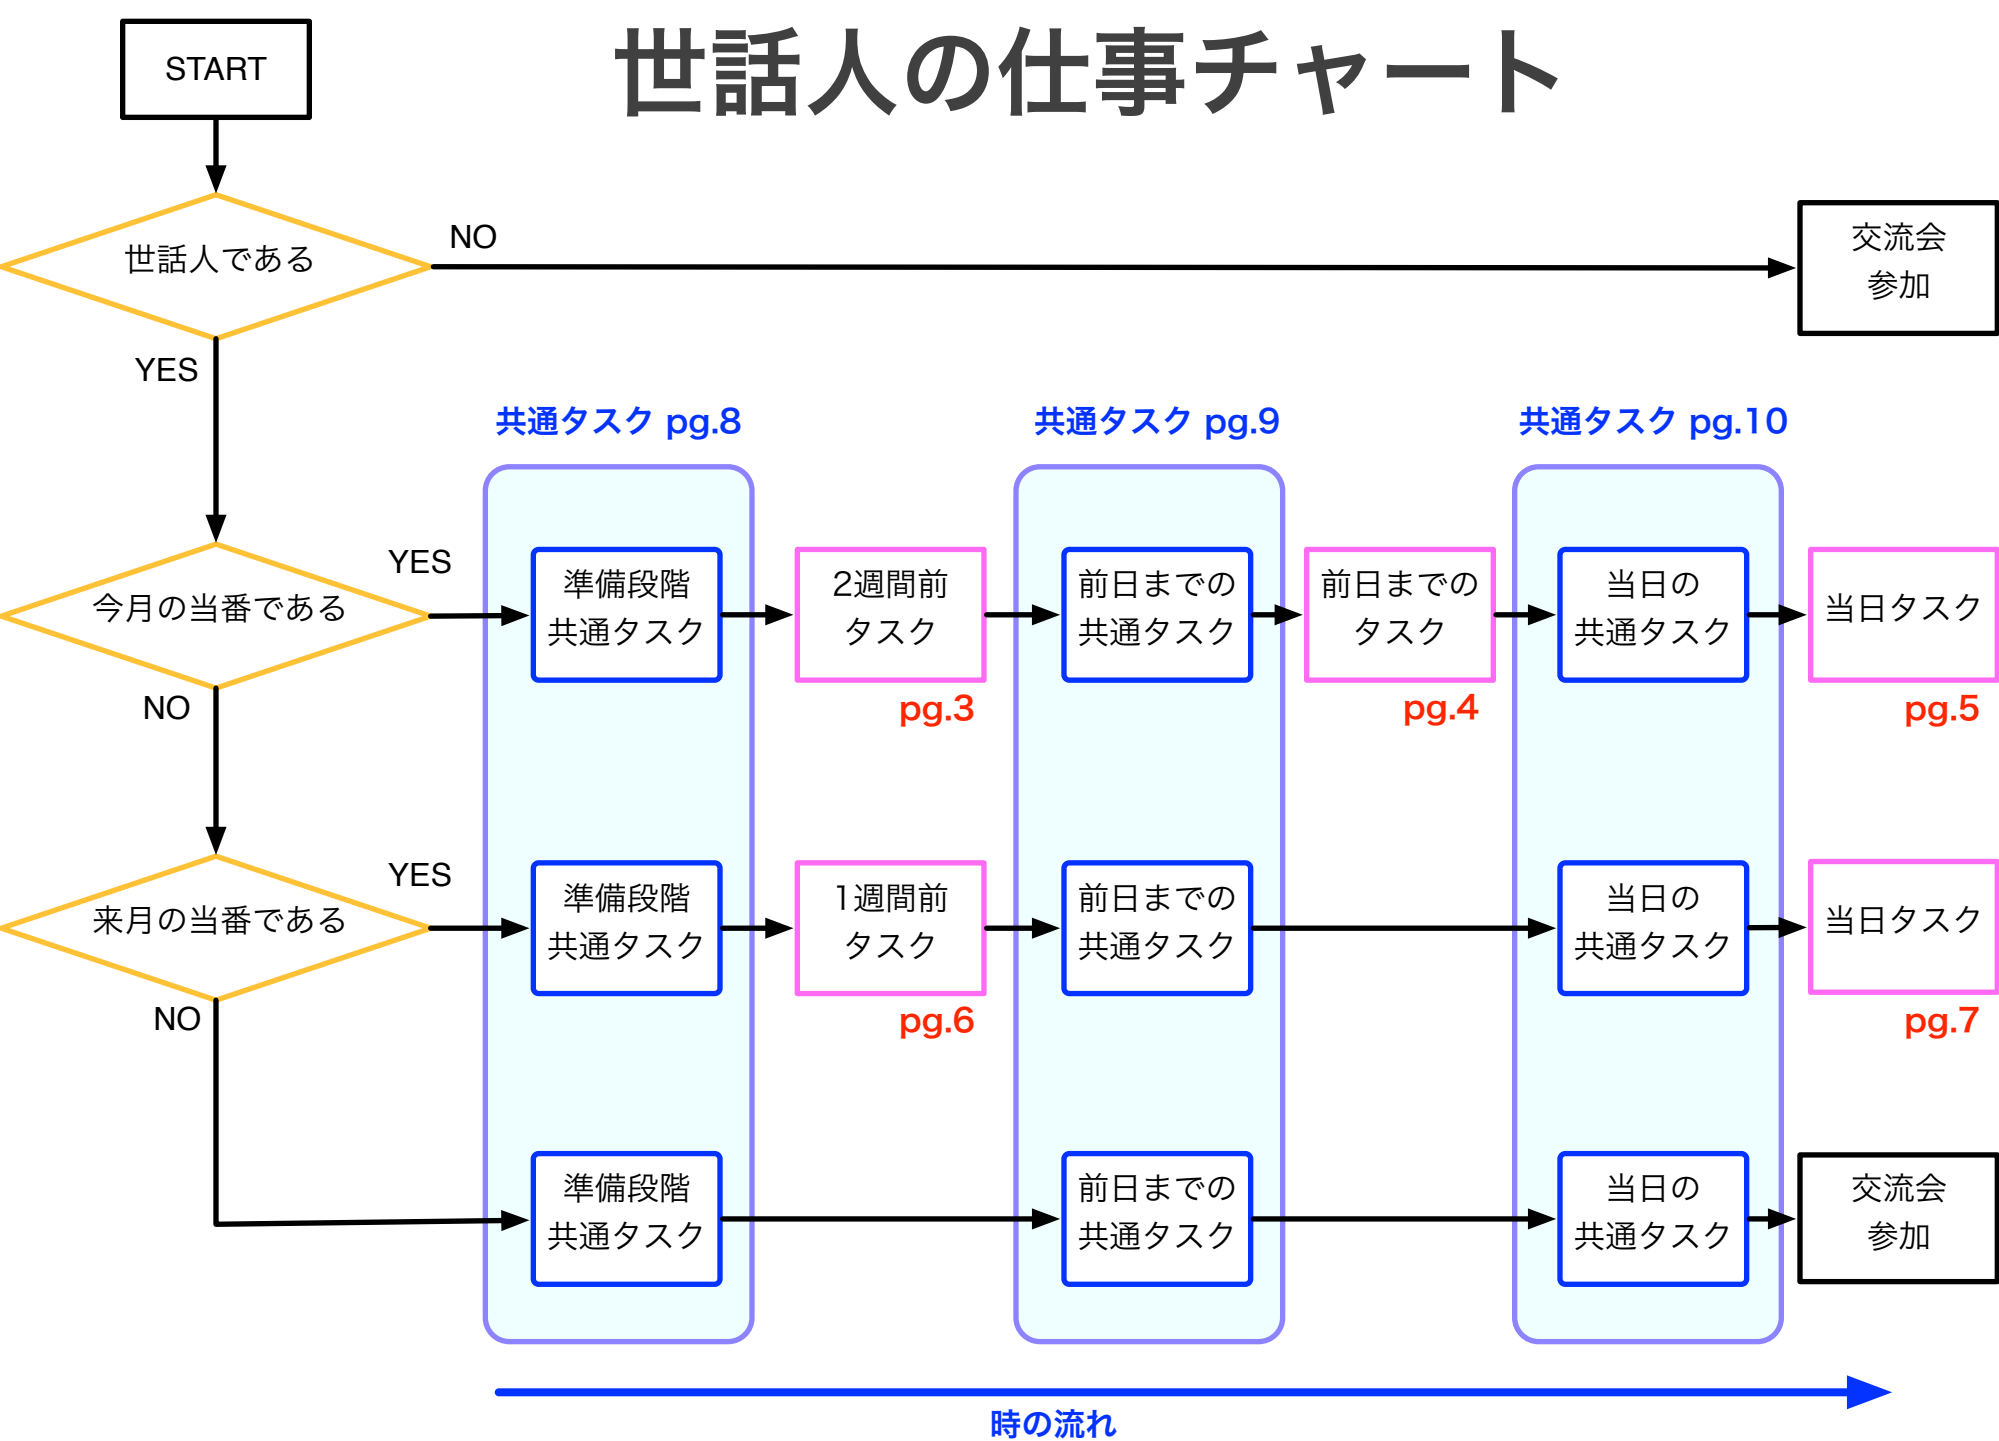 世話人の仕事チャート
START
世話人である
NO
交流会
参加
YES
共通タスク pg.8
共通タスク pg.9
共通タスク pg.10
今月の当番である
YES
準備段階
共通タスク
2週間前
タスク
pg.3
前日までの
共通タスク
前日までの
タスク
pg.4
当日の
共通タスク
当日タスク
pg.5
NO
来月の当番である
YES
準備段階
共通タスク
1週間前
タスク
pg.6
前日までの
共通タスク
当日の
共通タスク
当日タスク
pg.7
NO
準備段階
共通タスク
前日までの
共通タスク
当日の
共通タスク
交流会
参加
時の流れ